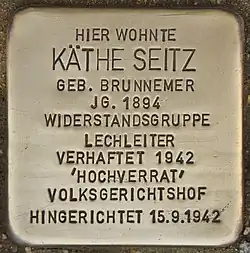 HIER WOHNTE
KÄTHE SEITZ
GEB. BRUNNEMER
JG. 1894
WIDERSTANDSGRUPPE
LECHLEITER
VERHAFTET 1942
'HOCHVERRAT'
VOLKSGERICHTSHOF
HINGERICHTET 15.9.1942